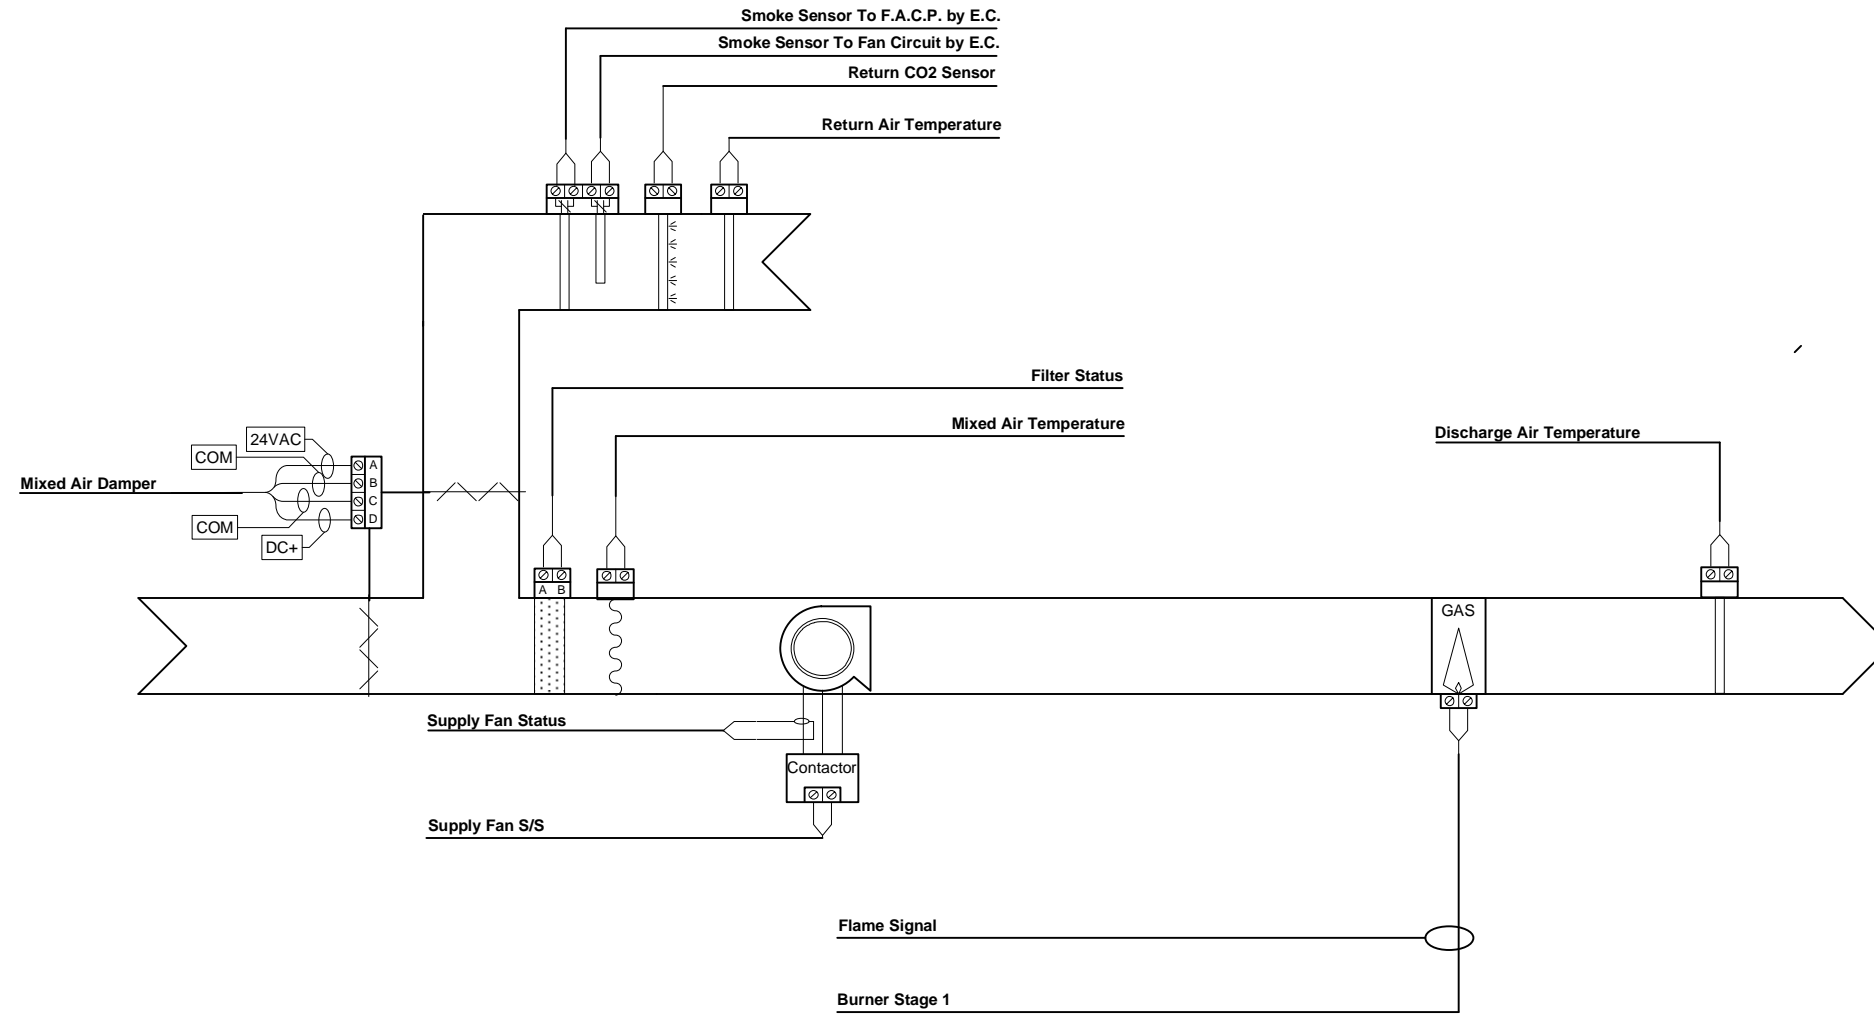 Smoke Sensor To F.A.C.P. by E.C.
Smoke Sensor To Fan Circuit by E.C.
Return CO2 Sensor
Return Air Temperature
Filter Status
Mixed Air Temperature
Discharge Air Temperature
24VAC
COM
Mixed Air Damper
A
B
C
D
COM
DC+
A B
GAS
Supply Fan Status
Contactor
Supply Fan S/S
Flame Signal
Burner Stage 1